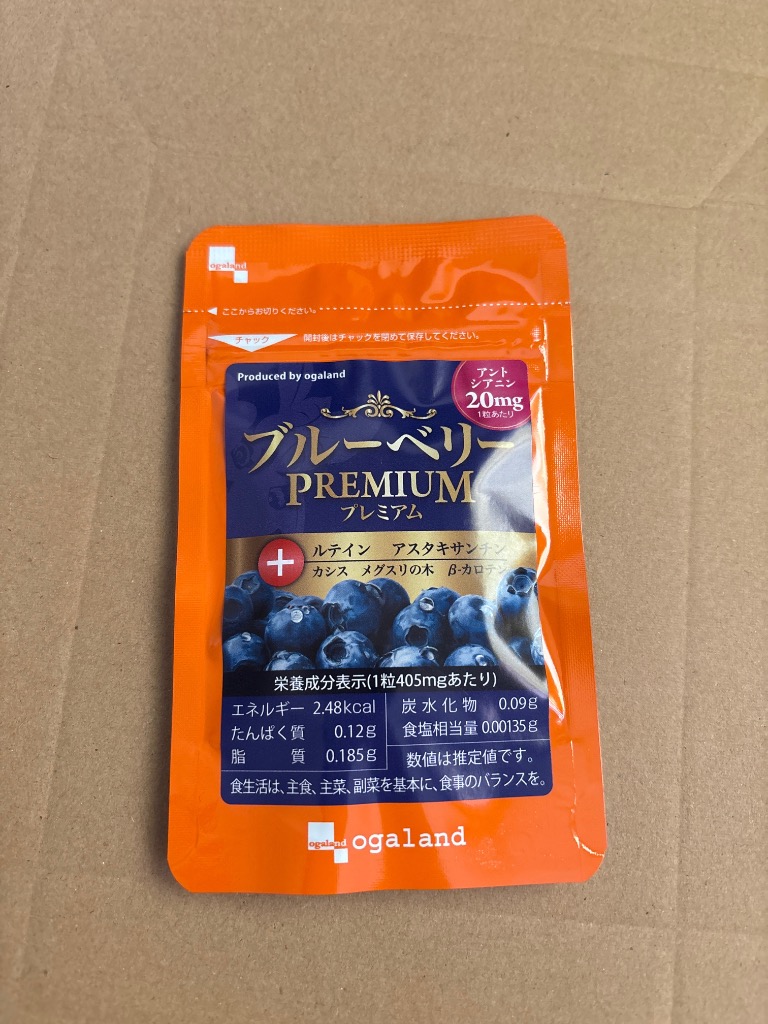 ogaland
ここからお切りください。
チャック
開封後はチャックを閉めて保存してください。
Produced by ogaland
アント
シアニン
20mg
1粒あたり
ブルーベリー
PREMIUM
プレミアム
+
ルテイン アスタキサンチン
カシス メグスリの木 β-カロテン
栄養成分表示(1粒405mgあたり)
エネルギー 2.48kcal
たんぱく質 0.12g
脂質 0.185g
炭水化物 0.09g
食塩相当量 0.00135g
数値は推定値です。
食生活は、主食、主菜、副菜を基本に、食事のバランスを。
ogaland ogaland